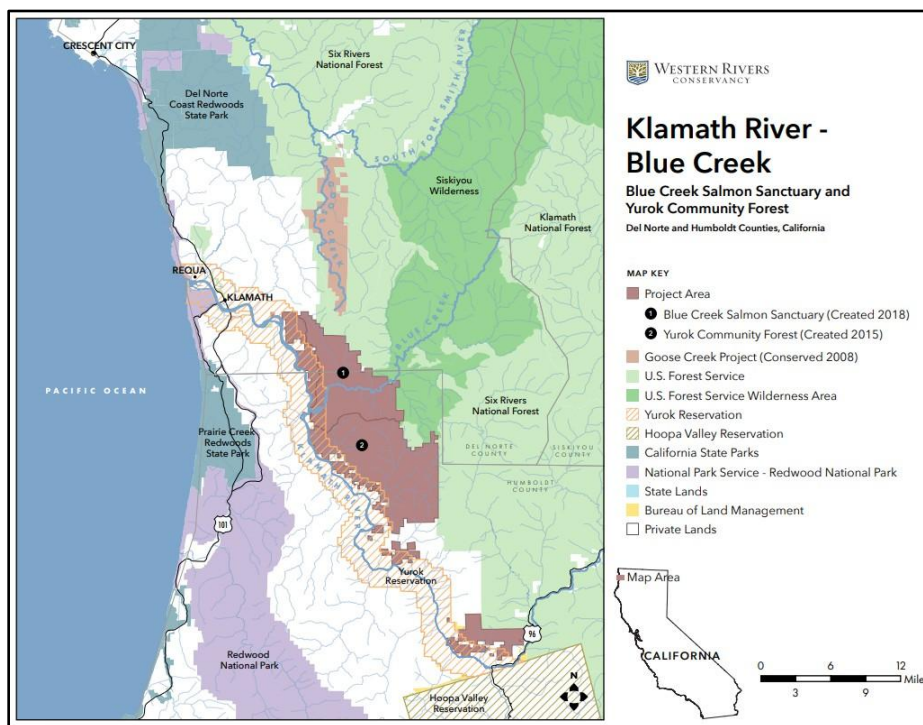 CRESCENT CITY
Del Norte
Coast Redwoods
State Park
Six Rivers
National Forest
SOUTH FORK SMITH RIVER
Siskiyou
Wilderness
Klamath
National Forest
GOOSE CREEK
REQUA
KLAMATH
BLUE CREEK
PACIFIC OCEAN
1
Six Rivers
National Forest
Prairie Creek
Redwoods
State Park
2
DEL NORTE
COUNTY
SISKIYOU
COUNTY
KLAMATH RIVER
HUMBOLDT
COUNTY
101
Yurok
Reservation
96
Redwood
National Park
Hoopa Valley
Reservation
N
WESTERN RIVERS
CONSERVANCY
Klamath River -
Blue Creek
Blue Creek Salmon Sanctuary and
Yurok Community Forest
Del Norte and Humboldt Counties, California
MAP KEY
Project Area
1 Blue Creek Salmon Sanctuary (Created 2018)
2 Yurok Community Forest (Created 2015)
Goose Creek Project (Conserved 2008)
U.S. Forest Service
U.S. Forest Service Wilderness Area
Yurok Reservation
Hoopa Valley Reservation
California State Parks
National Park Service - Redwood National Park
State Lands
Bureau of Land Management
Private Lands
Map Area
CALIFORNIA
0 6 12
Mile
3 9